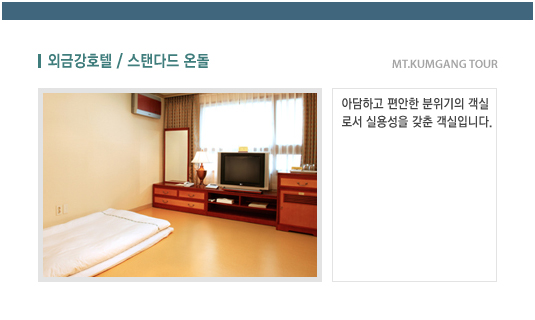 외금강호텔 / 스탠다드 온돌
MT.KUMGANG TOUR
아담하고 편안한 분위기의 객실
로서 실용성을 갖춘 객실입니다.